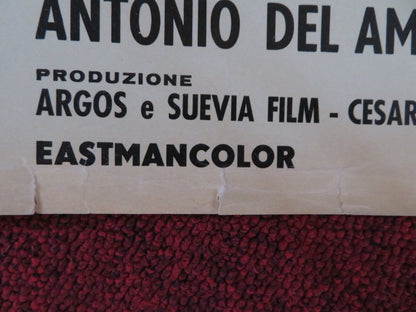 ANTONIO DEL AM
PRODUZIONE
ARGOS e SUEVIA FILM - CESAR
EASTMANCOLOR